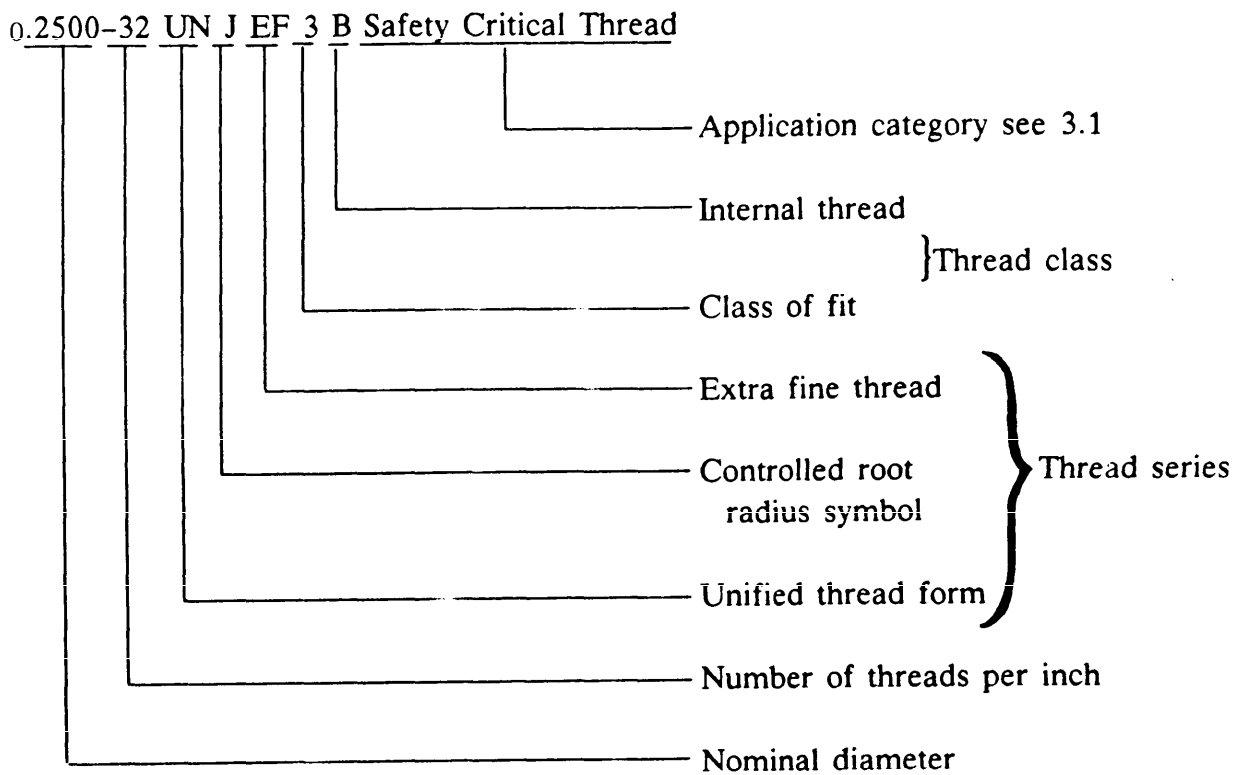 0.2500-32 UN J EF 3 B Safety Critical Thread
Application category see 3.1
Internal thread
}Thread class
Class of fit
Extra fine thread
Controlled root
radius symbol
Thread series
Unified thread form
Number of threads per inch
Nominal diameter